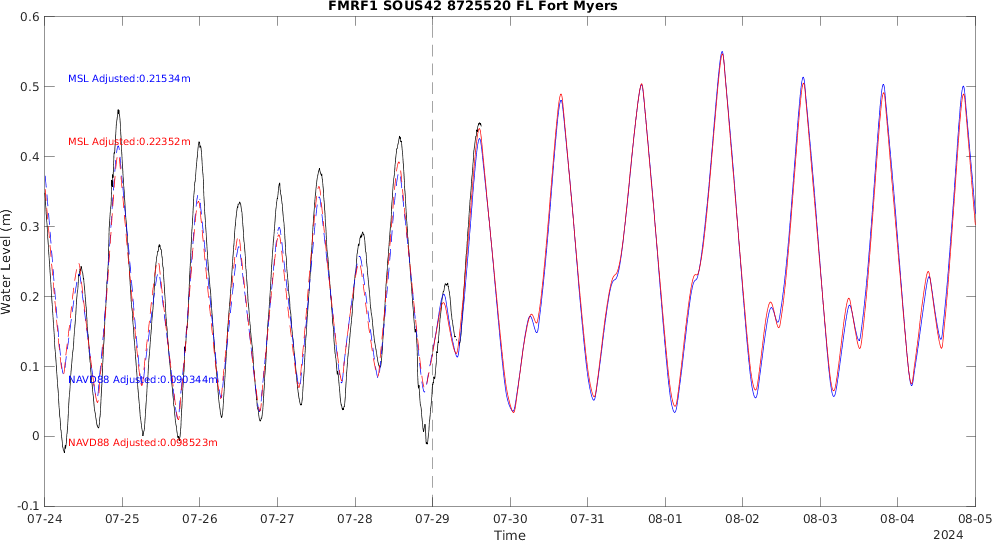 FMRF1 SOUS42 8725520 FL Fort Myers
0.6
0.5
0.4
0.3
0.2
0.1
0
-0.1
Water Level (m)
MSL Adjusted:0.21534m
MSL Adjusted:0.22352m
NAVD88 Adjusted:0.090344m
NAVD88 Adjusted:0.098523m
07-24 07-25 07-26 07-27 07-28 07-29 07-30 07-31 08-01 08-02 08-03 08-04 08-05
Time
2024